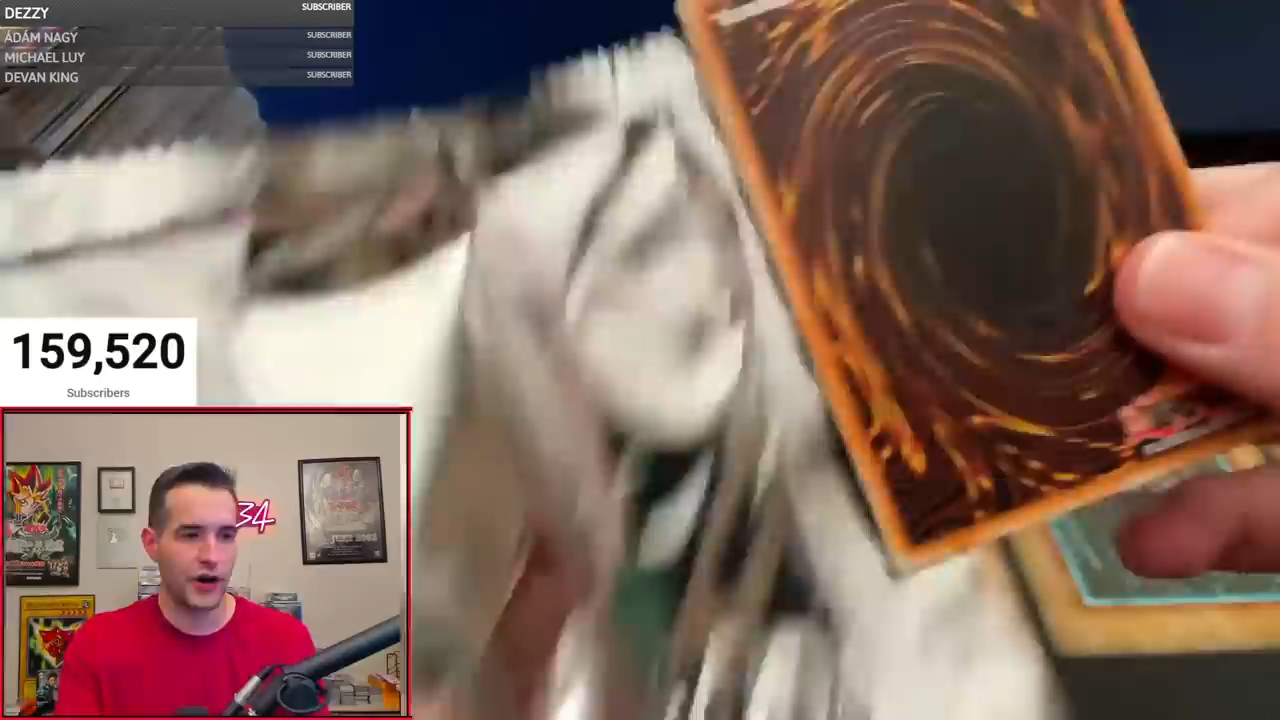 DEZZY SUBSCRIBER
ÁDÁM NAGY SUBSCRIBER
MICHAEL LUY SUBSCRIBER
DEVAN KING SUBSCRIBER
159,520
Subscribers
34